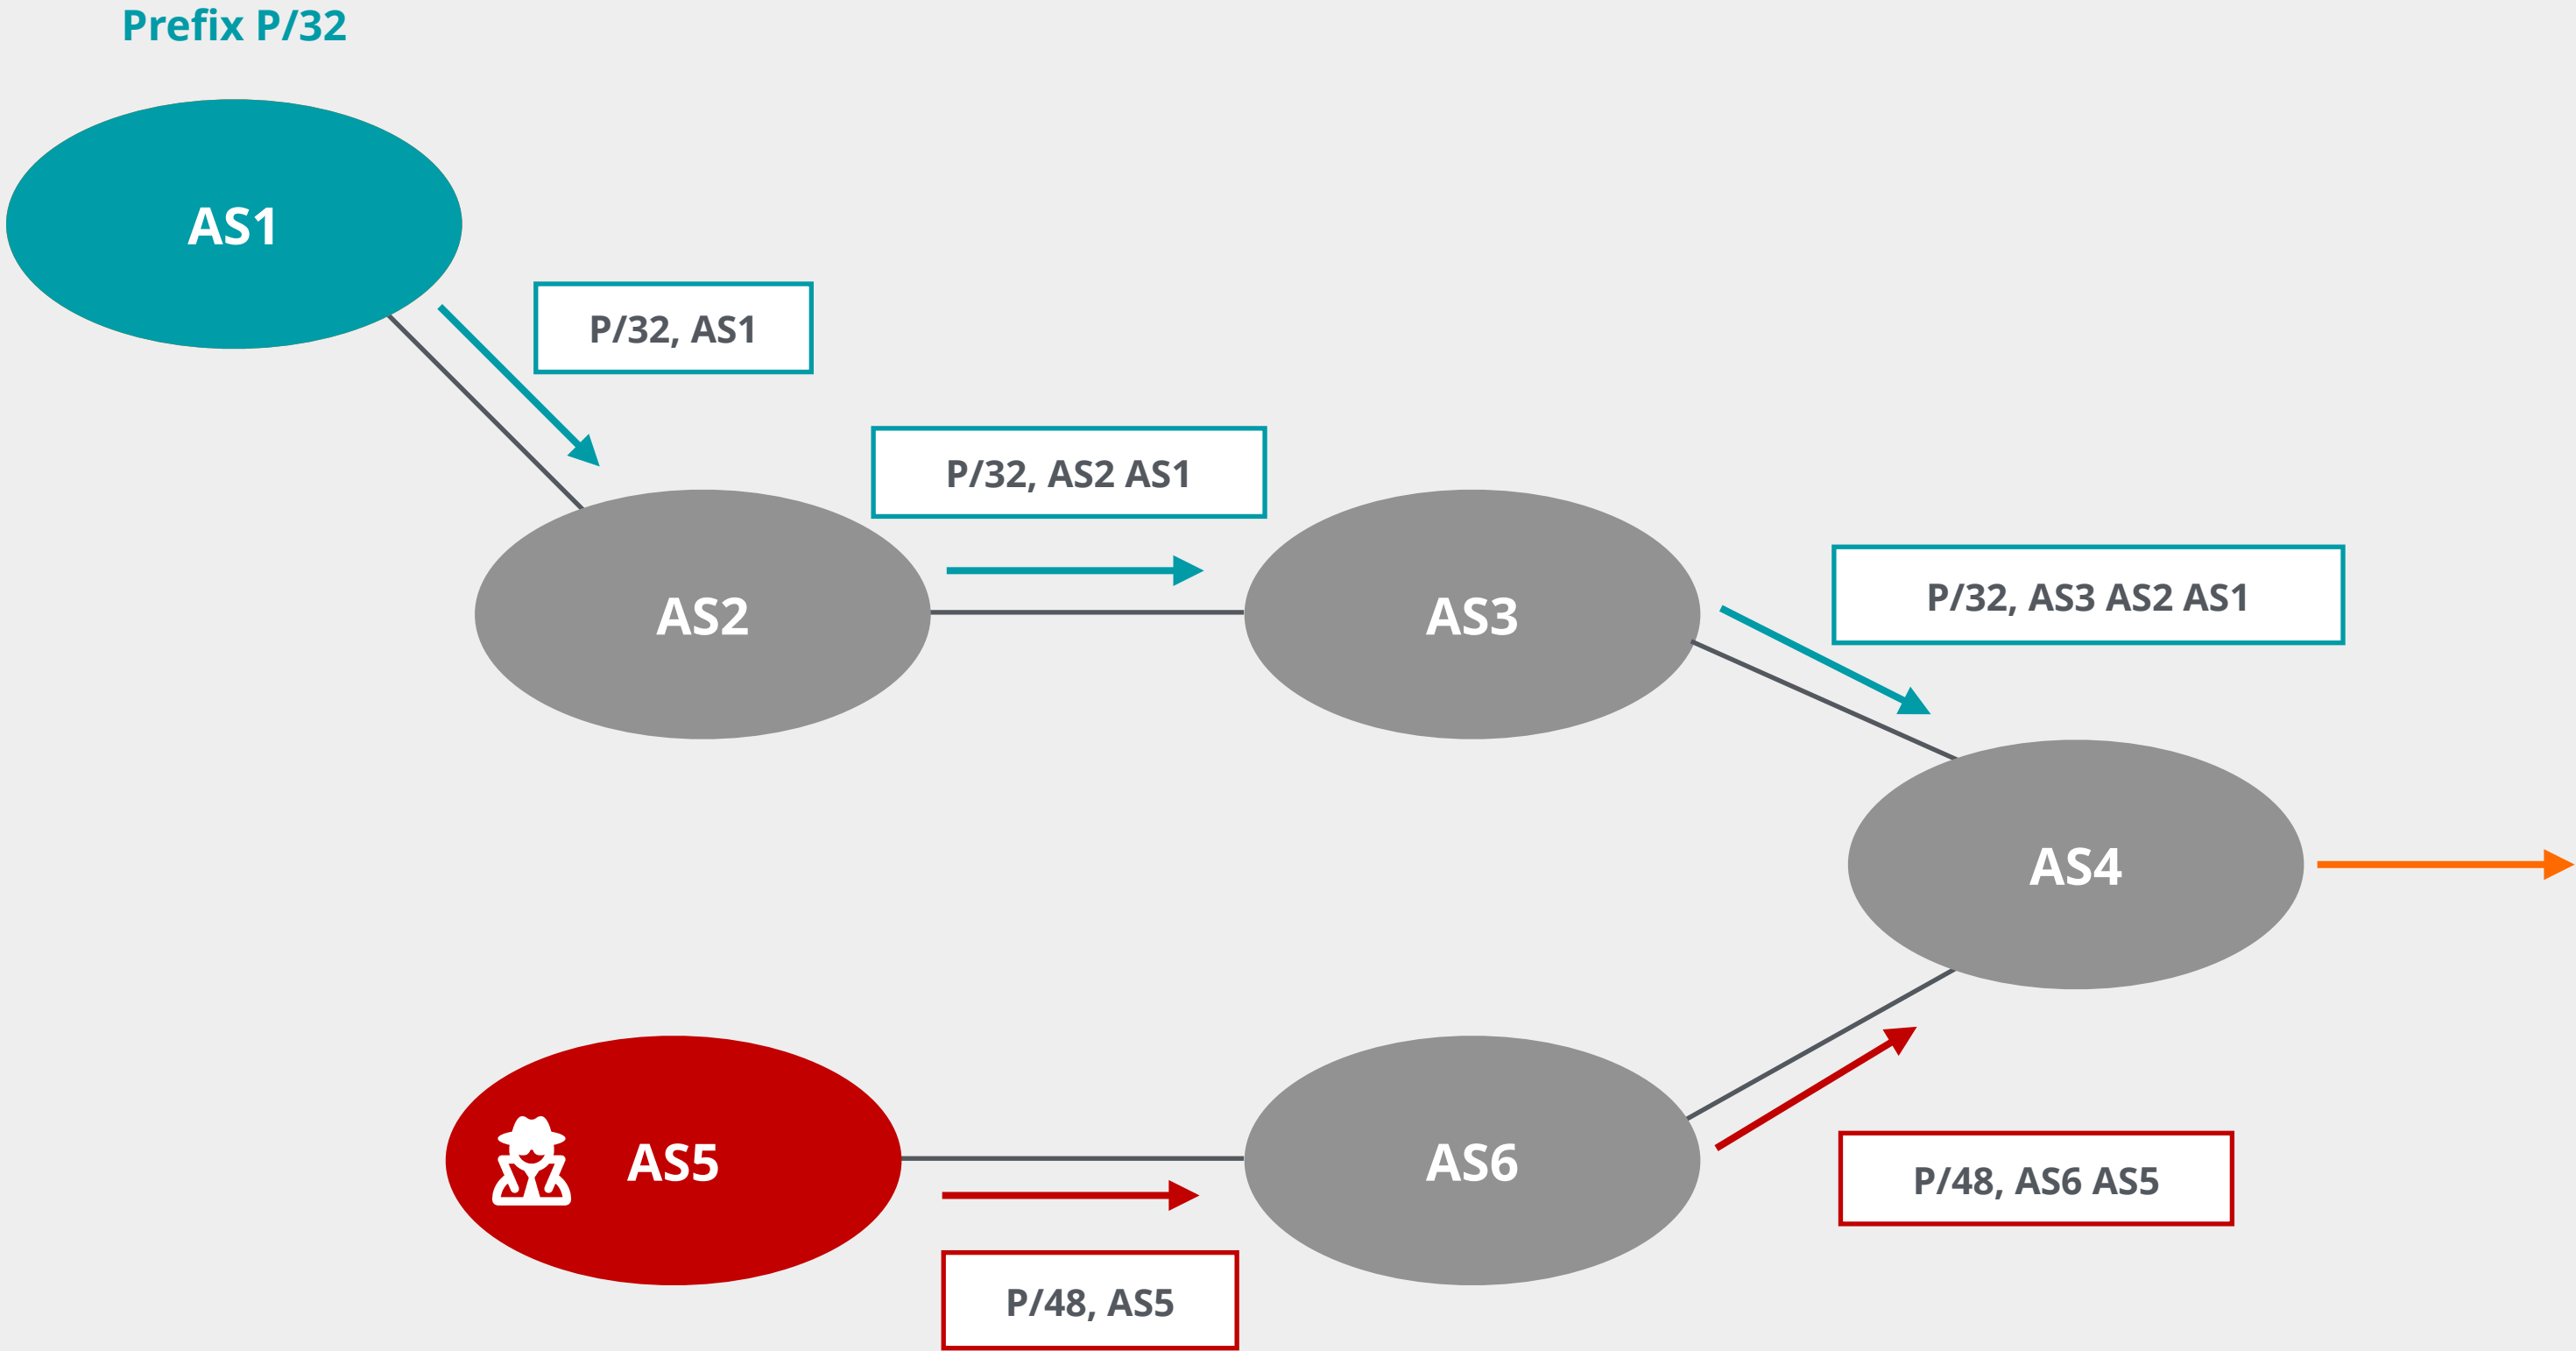 Prefix P/32
AS1
P/32, AS1
P/32, AS2 AS1
AS2
AS3
P/32, AS3 AS2 AS1
AS4
AS5
AS6
P/48, AS6 AS5
P/48, AS5